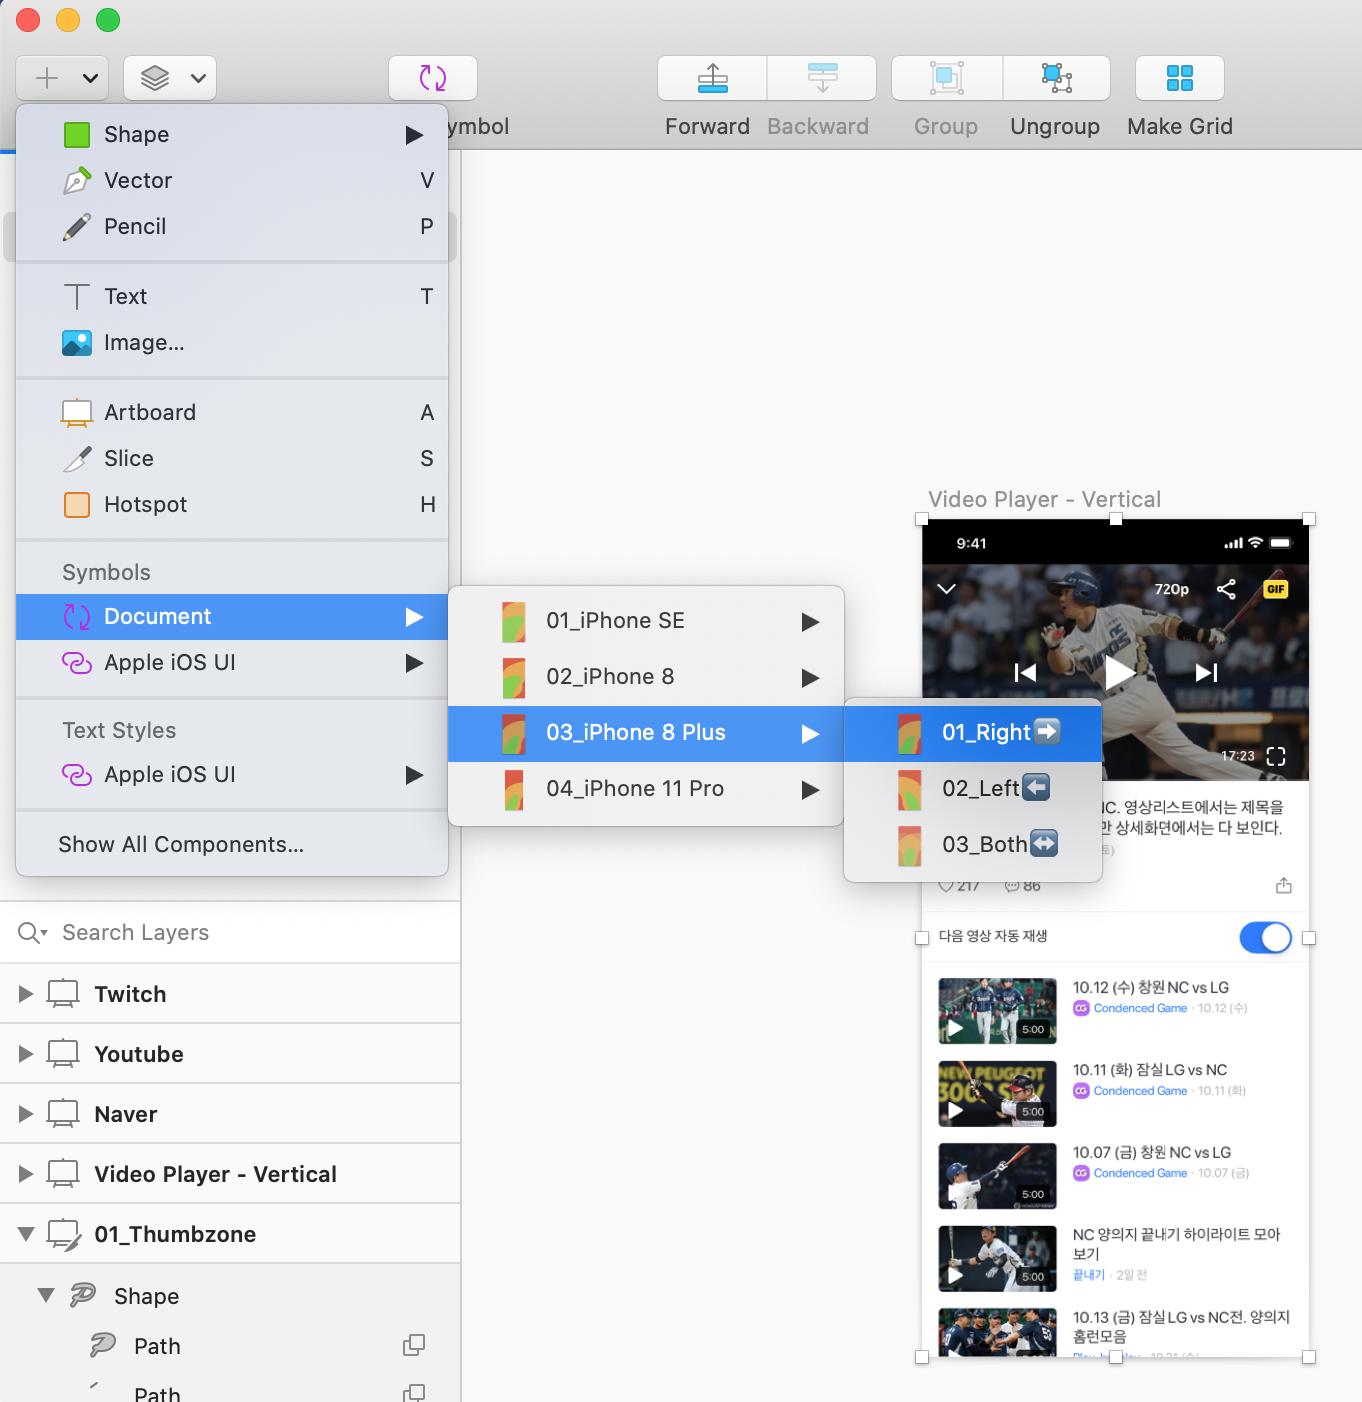 ymbol
Forward
Backward
Group
Ungroup
Make Grid
Shape
Vector V
Pencil P
Text T
Image...
Artboard A
Slice S
Hotspot H
Symbols
Document
Apple iOS UI
Text Styles
Apple iOS UI
Show All Components...
01_iPhone SE
02_iPhone 8
03_iPhone 8 Plus
04_iPhone 11 Pro
01_Right➡️
02_Left⬅️
03_Both↔️
Search Layers
Twitch
Youtube
Naver
Video Player - Vertical
01_Thumbzone
Shape
Path
Path
Video Player - Vertical
9:41
720p
GIF
17:23
NC. 영상리스트에서는 제목을
만 상세화면에서는 다 보인다.
토)
217 86
다음 영상 자동 재생
10.12 (수) 창원 NC vs LG
CG Condenced Game · 10.12 (수)
5:00
NEW PEUGEOT
10.11 (화) 잠실 LG vs NC
CG Condenced Game · 10.11 (화)
5:00
10.07 (금) 창원 NC vs LG
CG Condenced Game · 10.07 (금)
5:00
NC 양의지 끝내기 하이라이트 모아
보기
끝내기 · 2일 전
5:00
10.13 (금) 잠실 LG vs NC전. 양의지
홈런모음